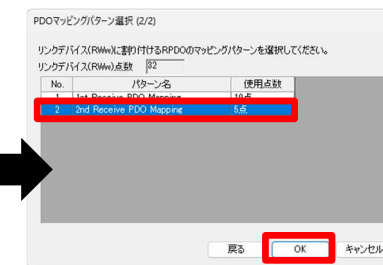 PDOマッピングパターン選択 (2/2)
リンクデバイス(RWw)に割り付けるRPDOのマッピングパターンを選択してください。
リンクデバイス(RWw)点数 32
No. パターン名 使用点数
1 1st Receive PDO Mapping
2 2nd Receive PDO Mapping 5点
戻る OK キャンセル